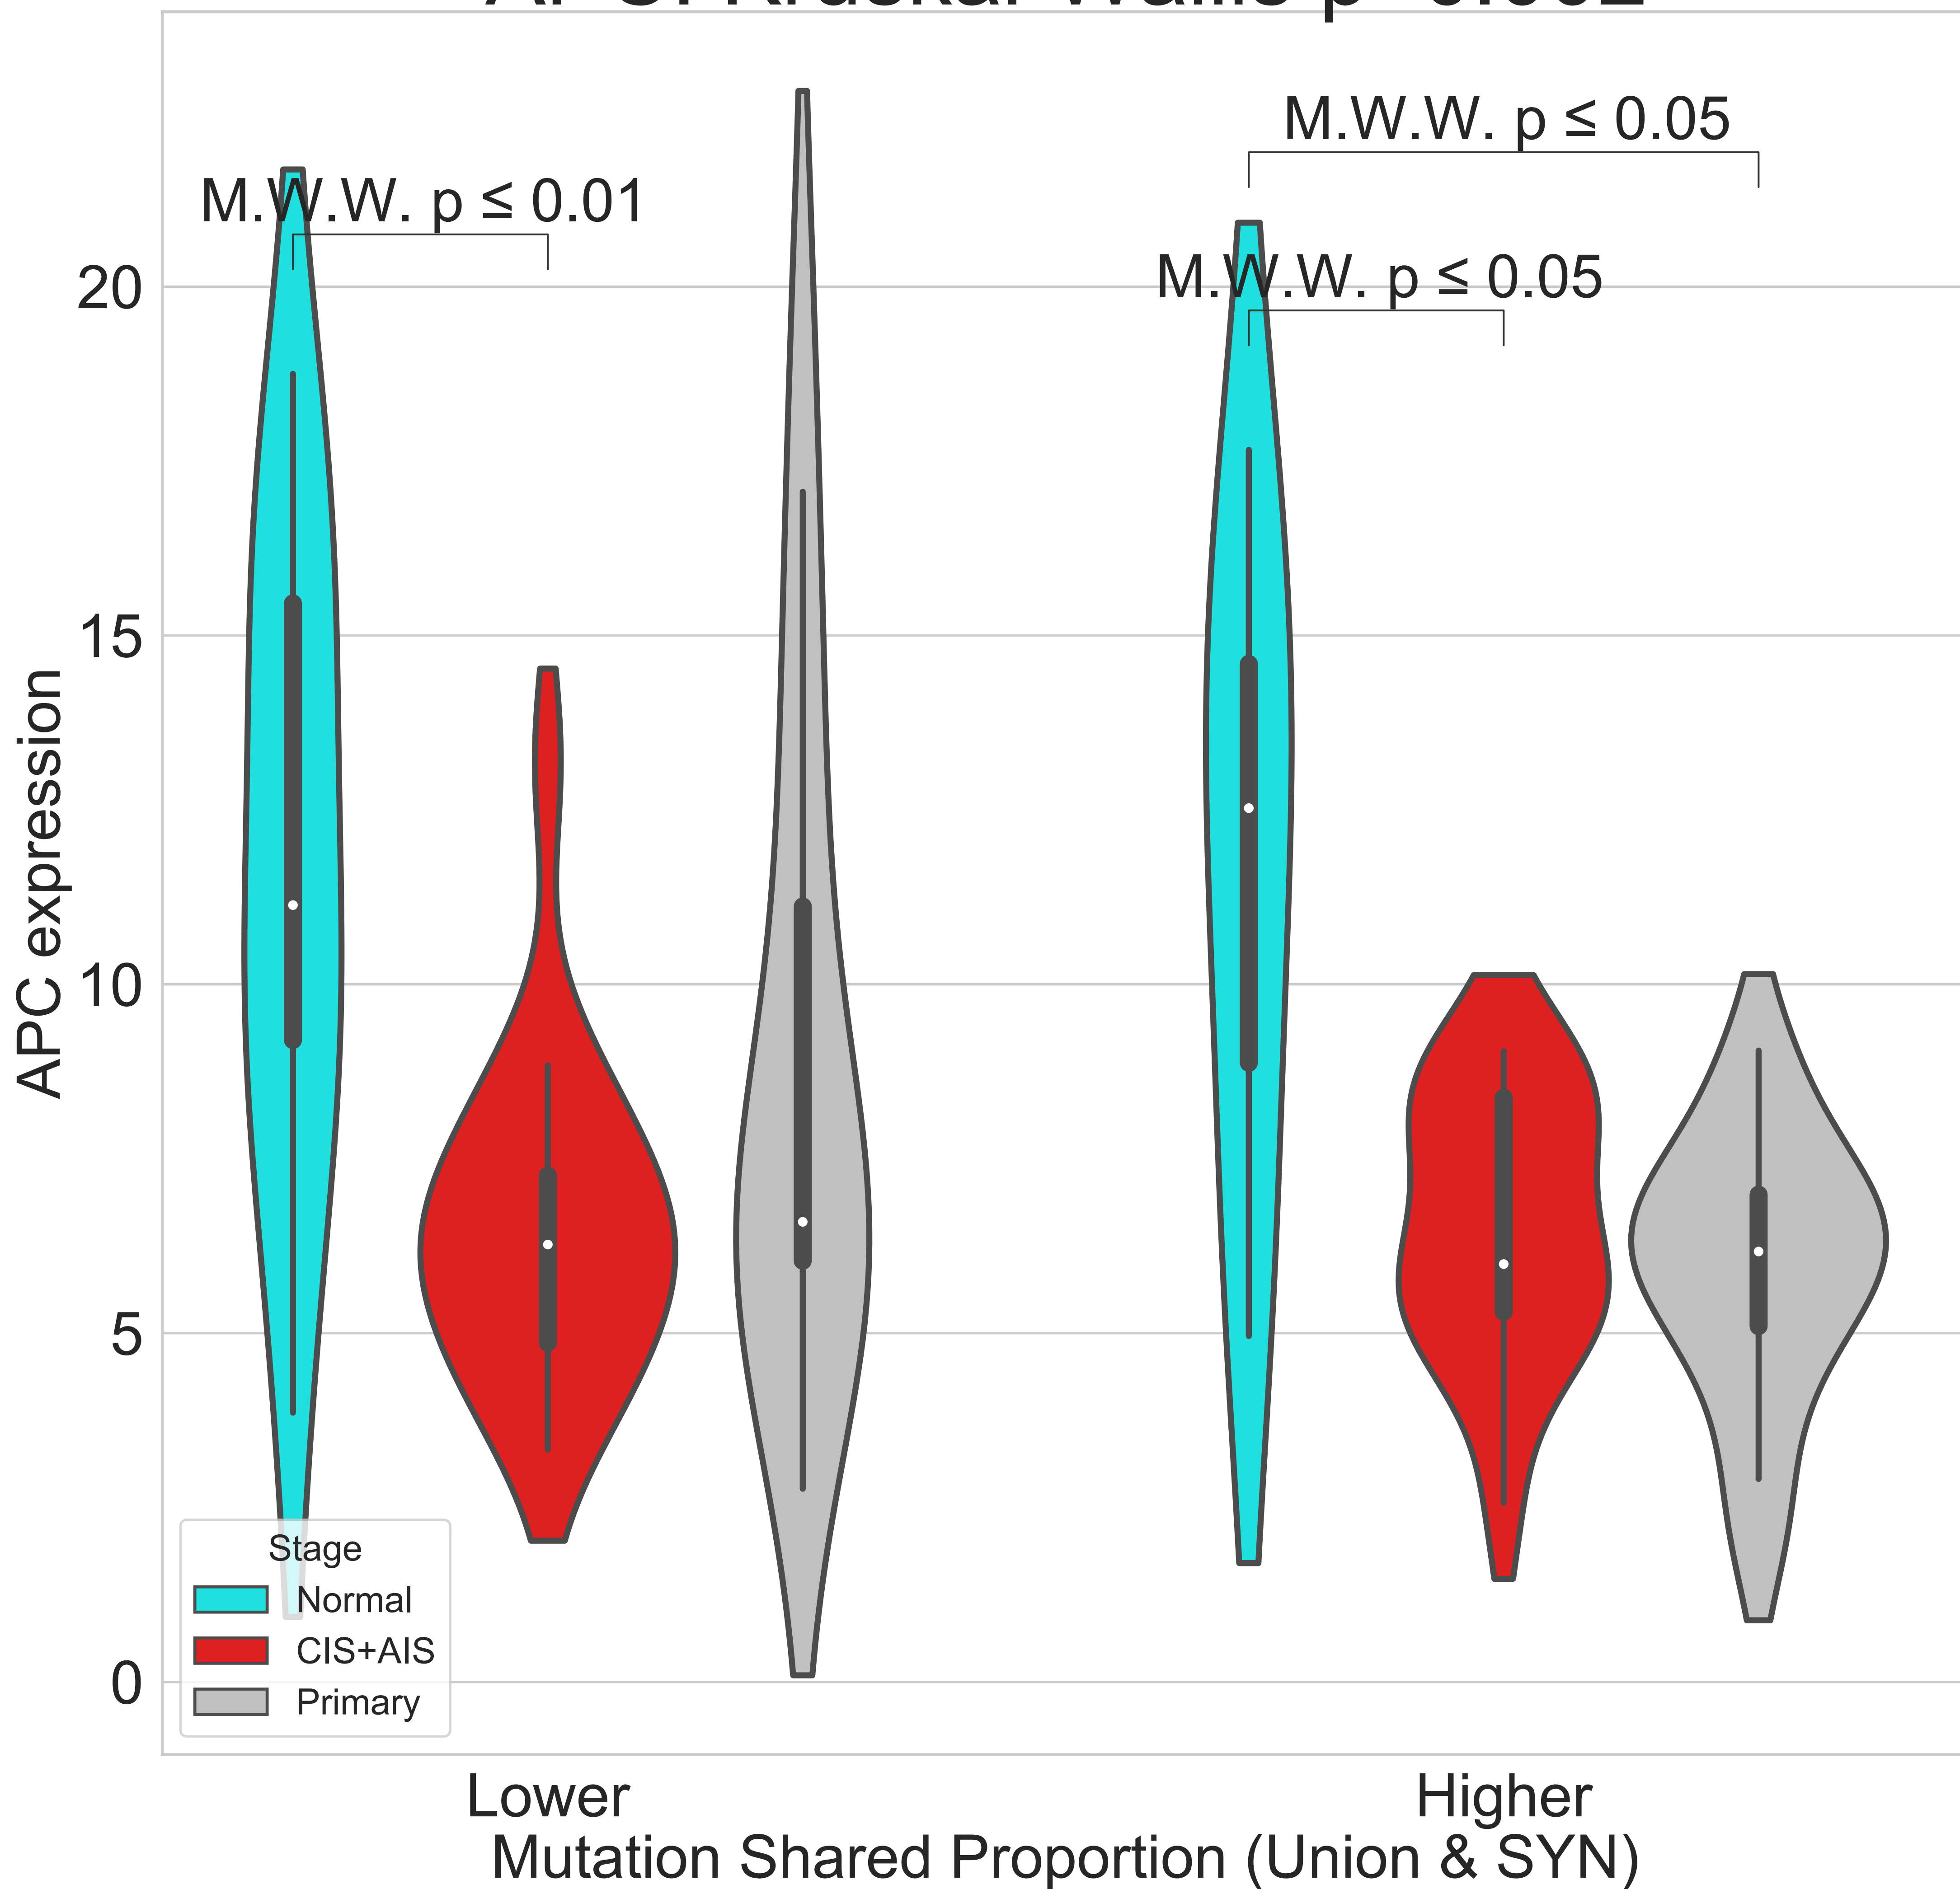 M.W.W. p ≤ 0.05
M.W.W. p ≤ 0.01
M.W.W. p ≤ 0.05
20
15
10
5
0
APC expression
Stage
Normal
CIS+AIS
Primary
Lower
Higher
Mutation Shared Proportion (Union & SYN)